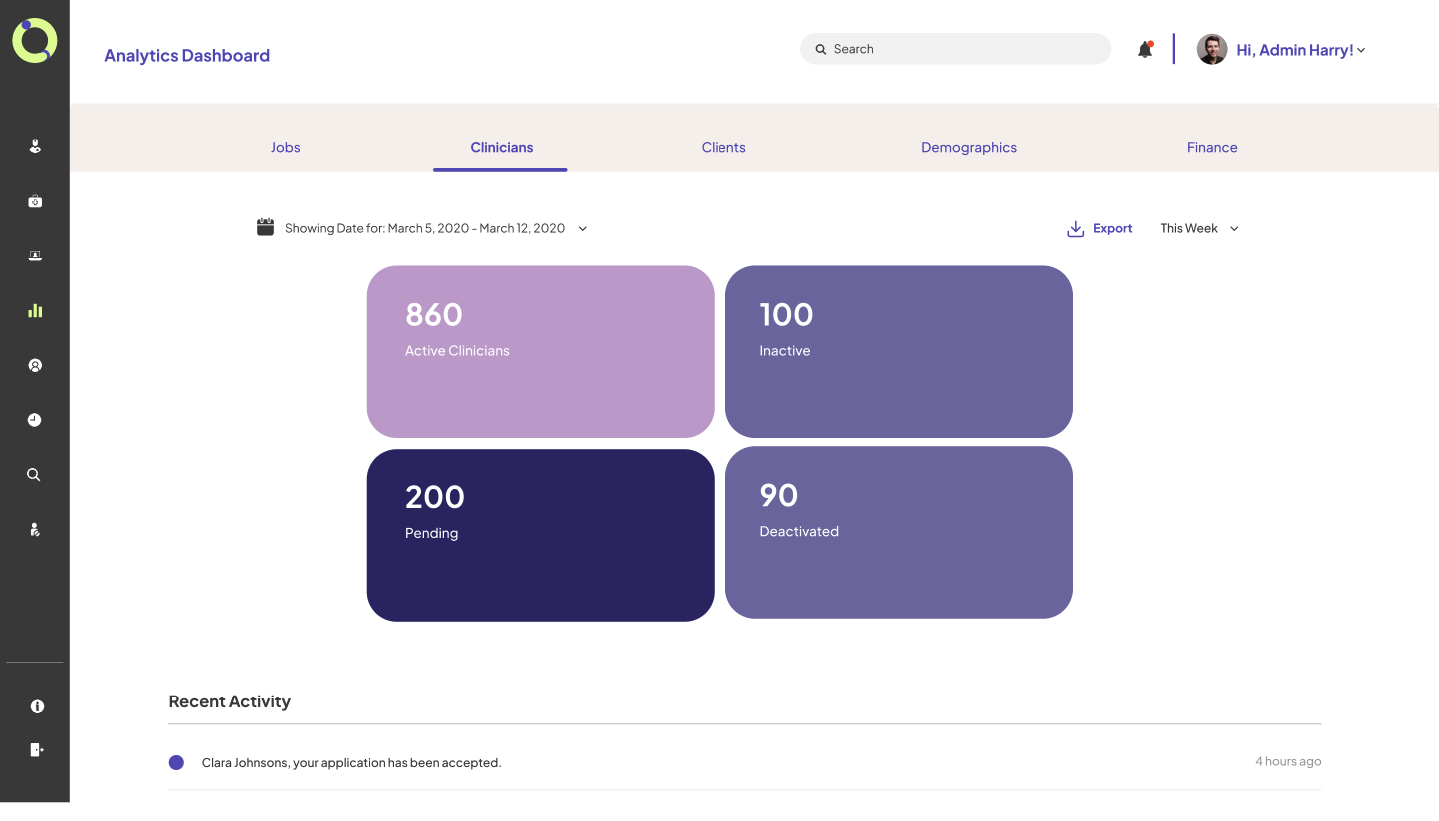 Analytics Dashboard
Search
Hi, Admin Harry!
Jobs
Clinicians
Clients
Demographics
Finance
Showing Date for: March 5, 2020 - March 12, 2020
Export
This Week
860
Active Clinicians
100
Inactive
200
Pending
90
Deactivated
Recent Activity
Clara Johnsons, your application has been accepted.
4 hours ago